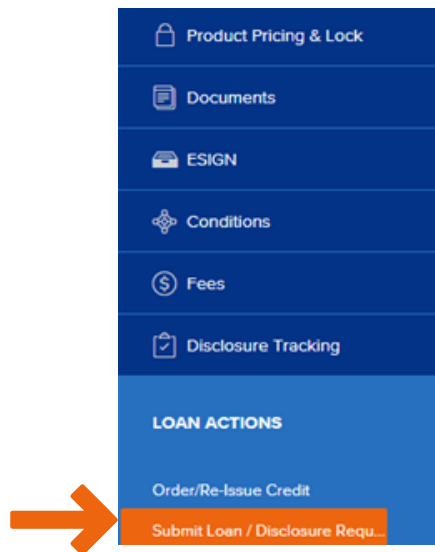 Product Pricing & Lock
Documents
ESIGN
Conditions
Fees
Disclosure Tracking
LOAN ACTIONS
Order/Re-Issue Credit
Submit Loan / Disclosure Requ...